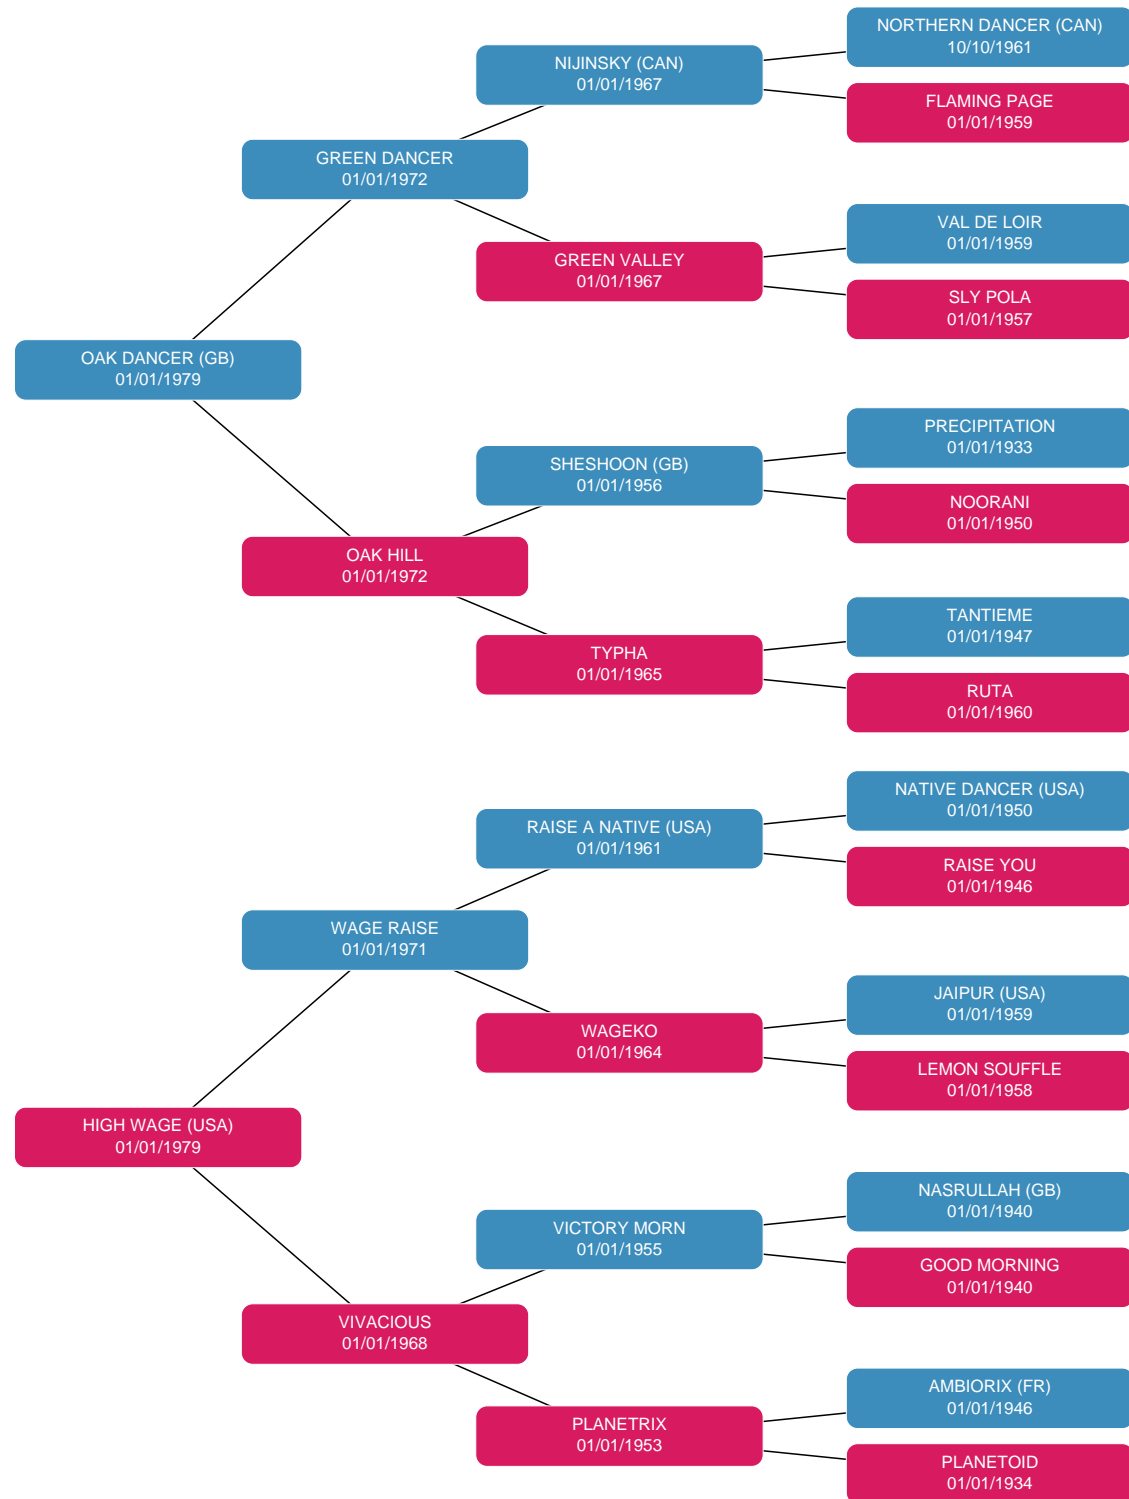 NORTHERN DANCER (CAN)
10/10/1961
NIJINSKY (CAN)
01/01/1967
FLAMING PAGE
01/01/1959
GREEN DANCER
01/01/1972
VAL DE LOIR
01/01/1959
GREEN VALLEY
01/01/1967
SLY POLA
01/01/1957
OAK DANCER (GB)
01/01/1979
PRECIPITATION
01/01/1933
SHESHOON (GB)
01/01/1956
NOORANI
01/01/1950
OAK HILL
01/01/1972
TANTIEME
01/01/1947
TYPHA
01/01/1965
RUTA
01/01/1960
NATIVE DANCER (USA)
01/01/1950
RAISE A NATIVE (USA)
01/01/1961
RAISE YOU
01/01/1946
WAGE RAISE
01/01/1971
JAIPUR (USA)
01/01/1959
WAGEKO
01/01/1964
LEMON SOUFFLE
01/01/1958
HIGH WAGE (USA)
01/01/1979
NASRULLAH (GB)
01/01/1940
VICTORY MORN
01/01/1955
GOOD MORNING
01/01/1940
VIVACIOUS
01/01/1968
AMBIORIX (FR)
01/01/1946
PLANETRIX
01/01/1953
PLANETOID
01/01/1934